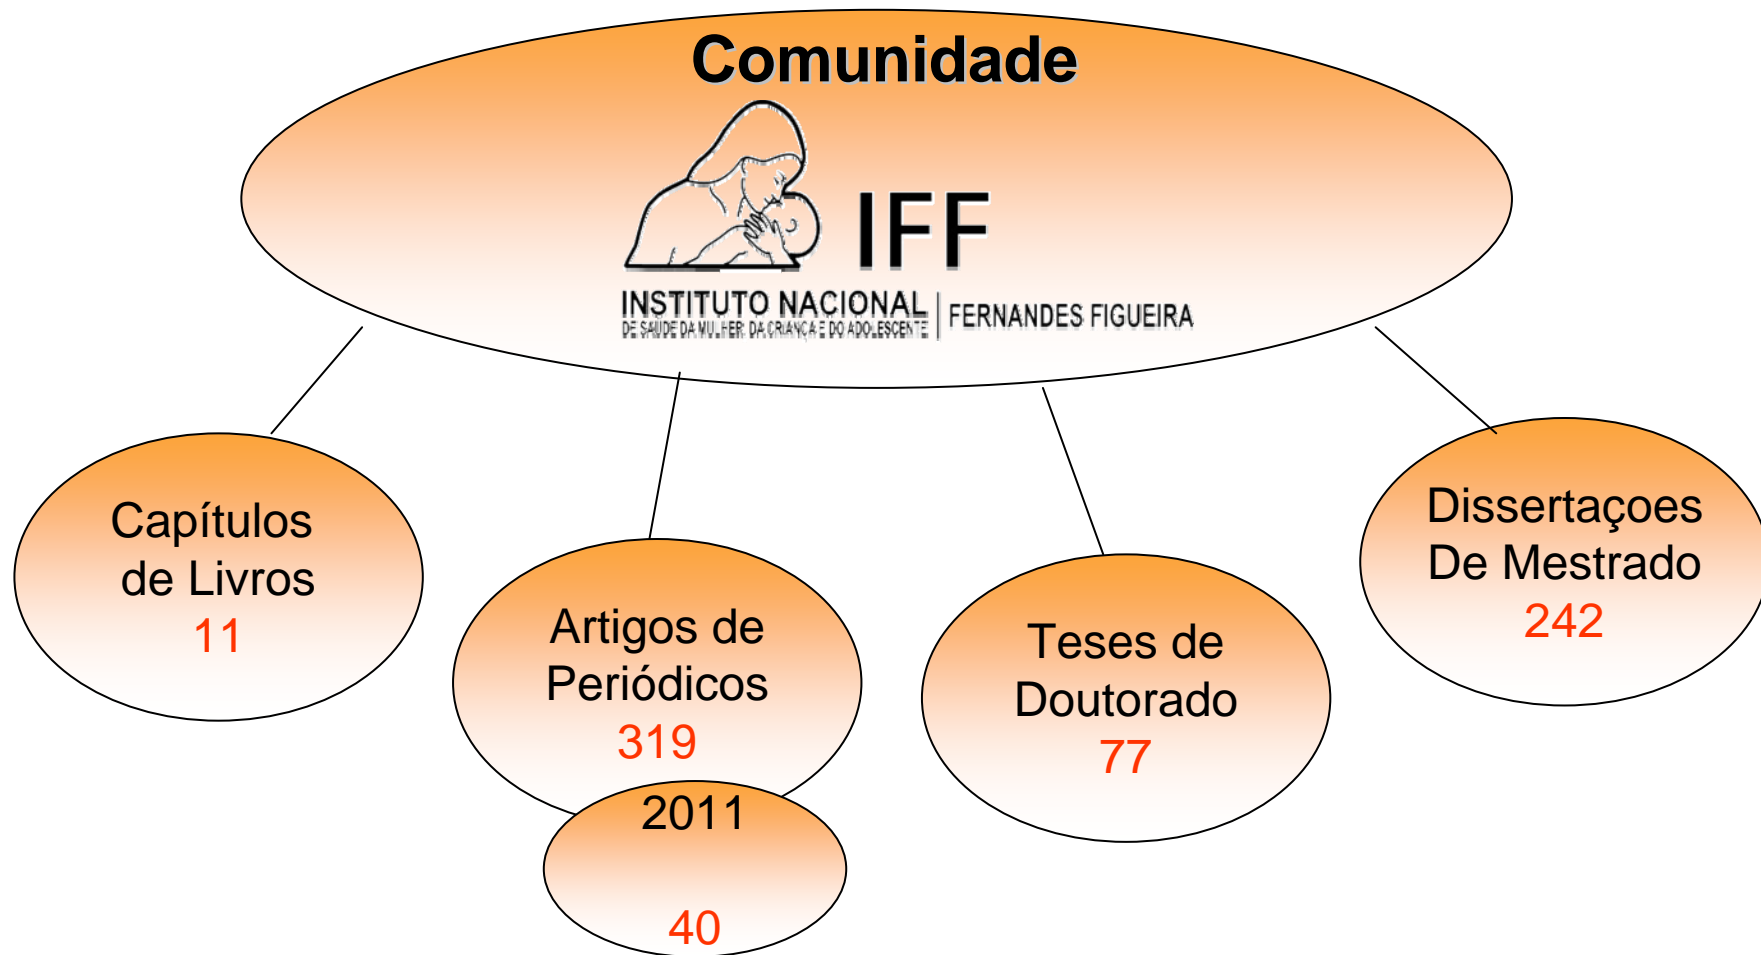 Comunidade
IFF
INSTITUTO NACIONAL
DE SAÚDE DA MULHER, DA CRIANÇA E DO ADOLESCENTE
FERNANDES FIGUEIRA
Capítulos
de Livros
11
Artigos de
Periódicos
319
2011
40
Teses de
Doutorado
77
Dissertaçoes
De Mestrado
242